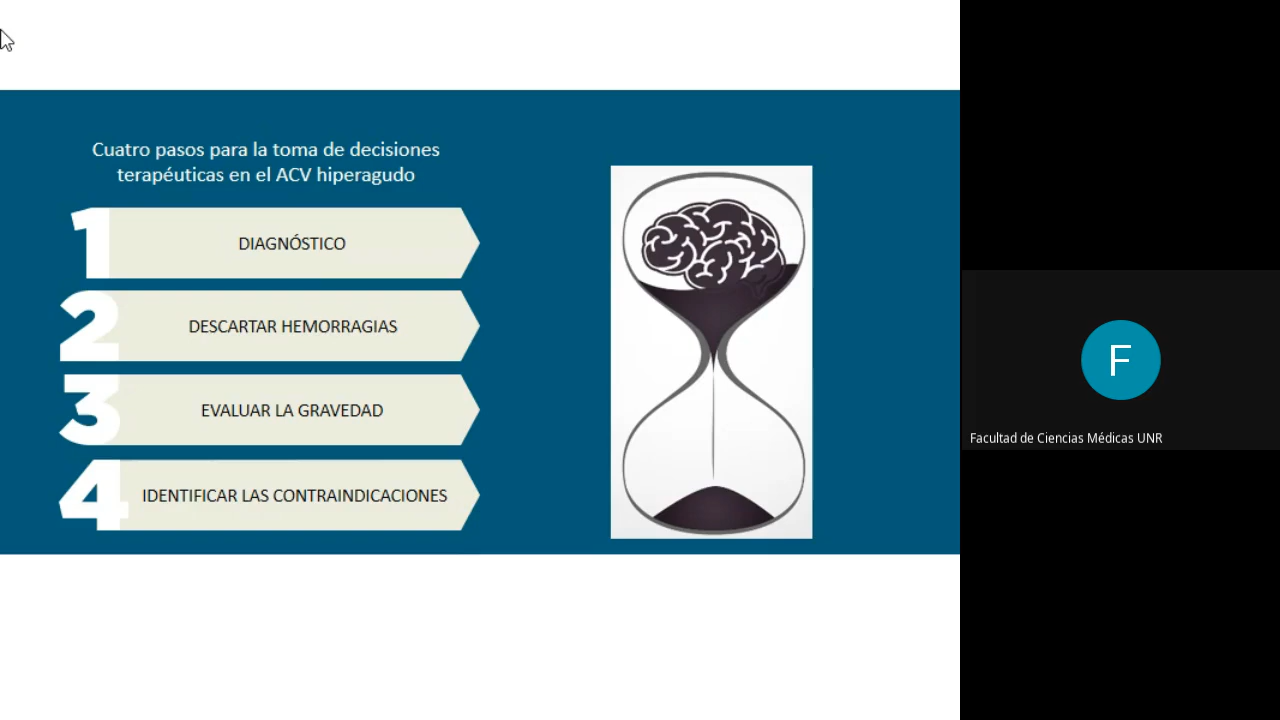 Cuatro pasos para la toma de decisiones
terapéuticas en el ACV hiperagudo
1 DIAGNÓSTICO
2 DESCARTAR HEMORRAGIAS
3 EVALUAR LA GRAVEDAD
4 IDENTIFICAR LAS CONTRAINDICACIONES
F
Facultad de Ciencias Médicas UNR